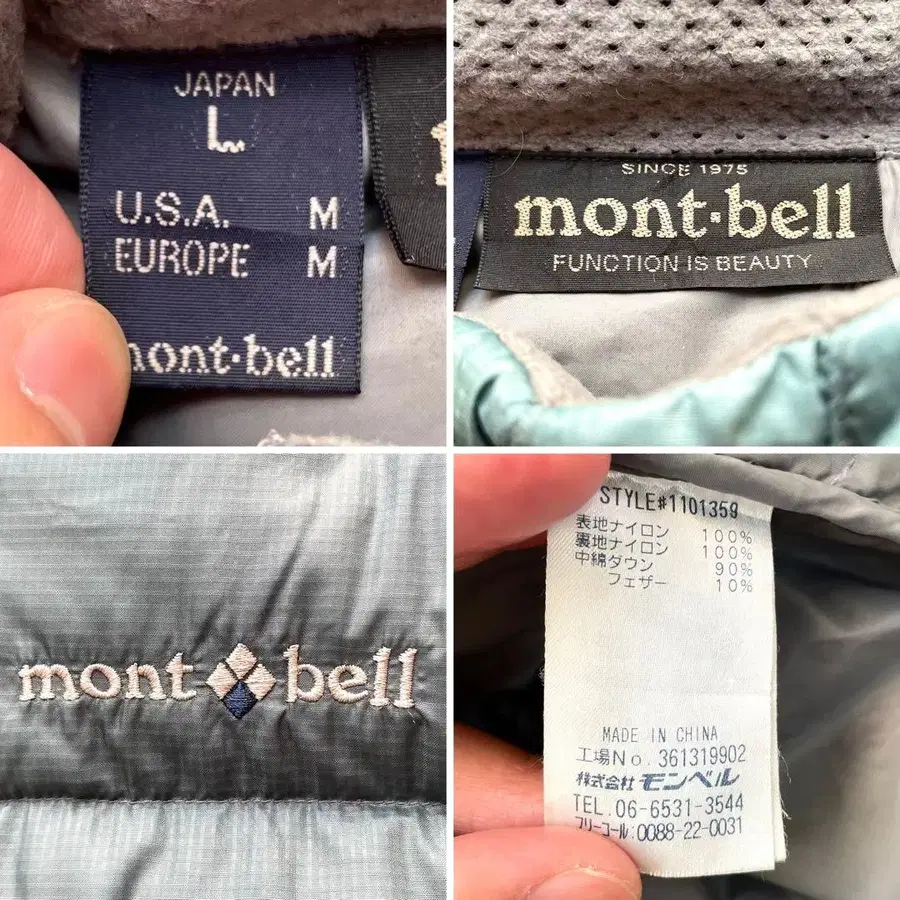 JAPAN
L
U.S.A. M
EUROPE M
mont·bell
SINCE 1975
mont·bell
FUNCTION IS BEAUTY
mont bell
STYLE#1101359
表地ナイロン 100%
裏地ナイロン 100%
中綿ダウン 90%
フェザー 10%
MADE IN CHINA
工場No. 361319902
株式会社 モンベル
TEL. 06-6531-3544
フリーコール:0088-22-0031